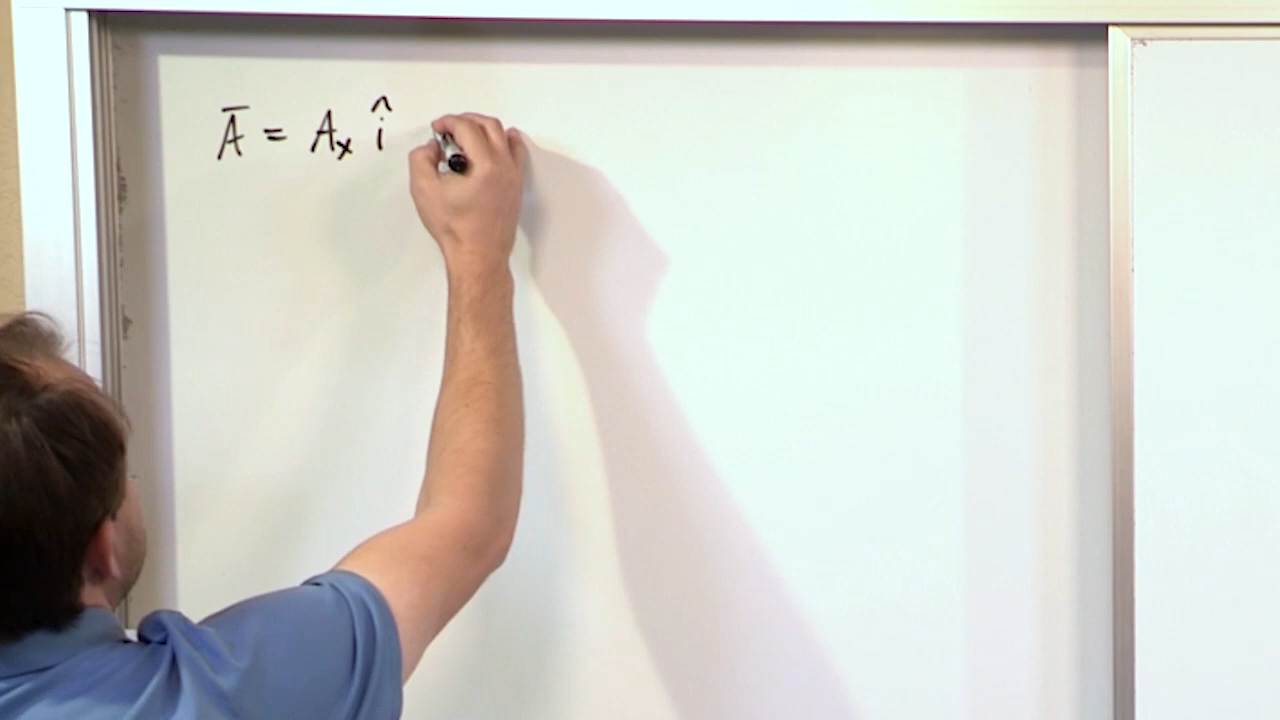 A̅ = Aₓ î